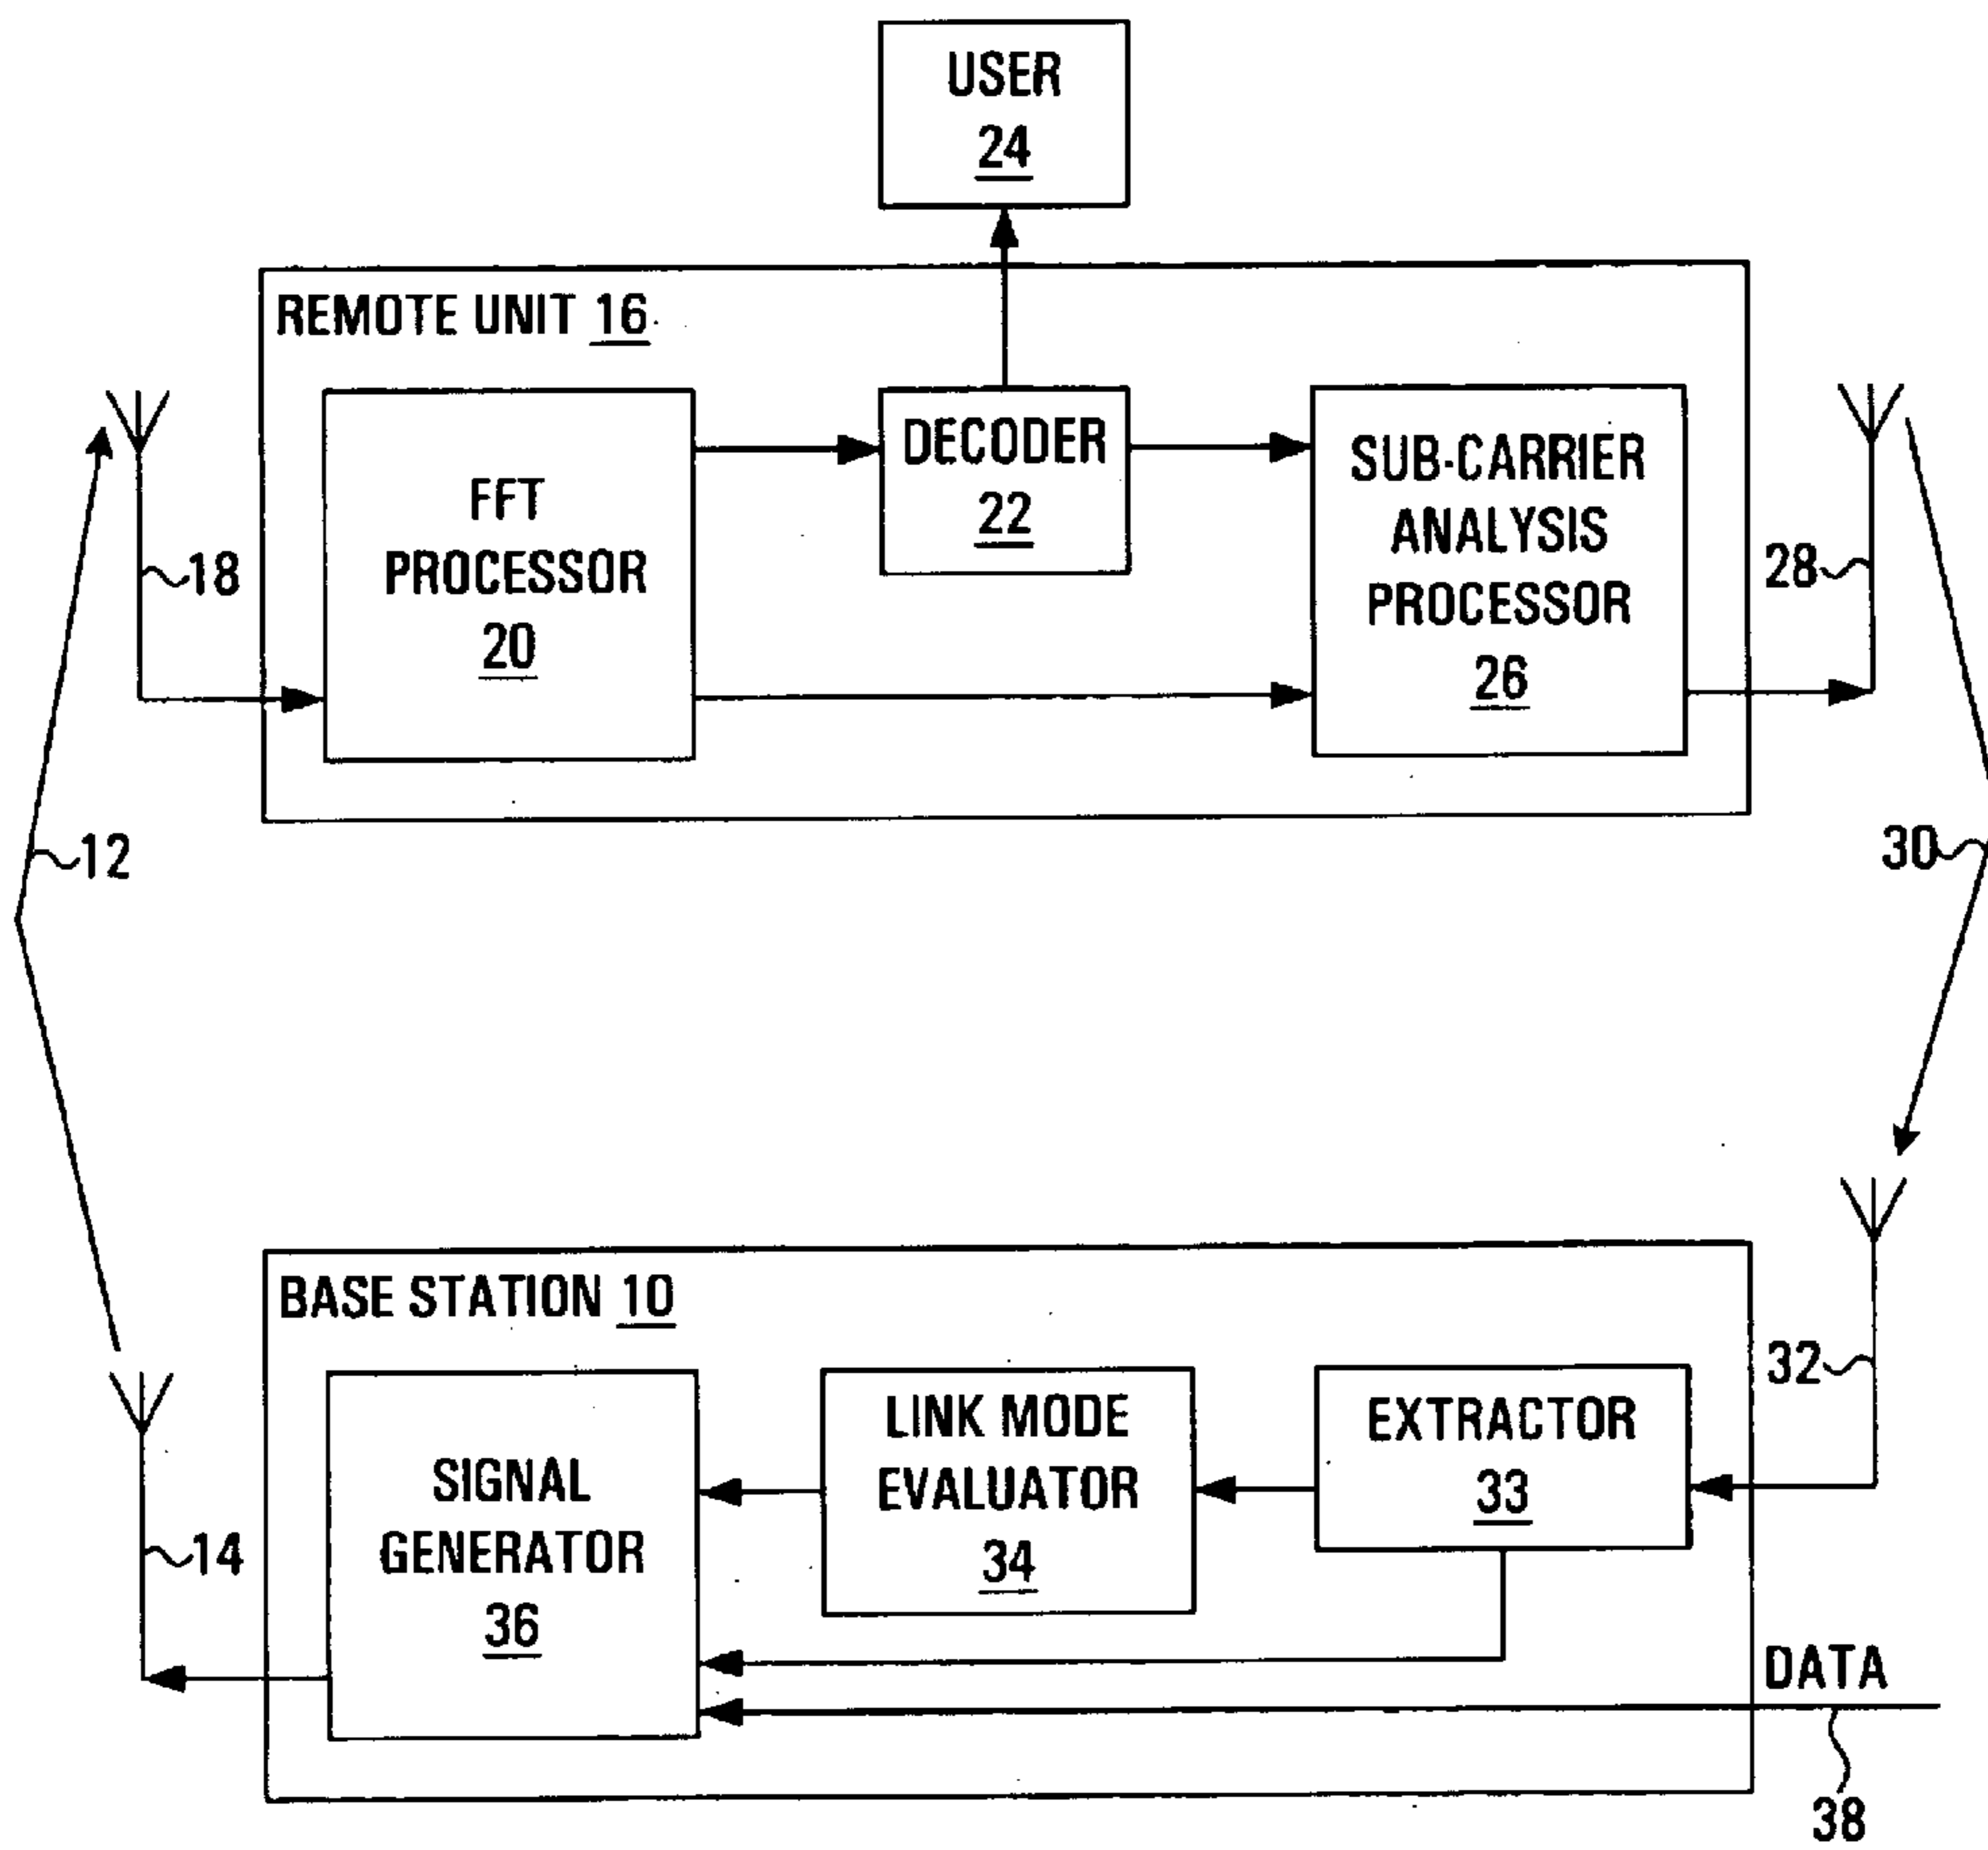 USER
24
REMOTE UNIT 16
FFT
PROCESSOR
20
DECODER
22
SUB-CARRIER
ANALYSIS
PROCESSOR
26
18
28
12
30
BASE STATION 10
SIGNAL
GENERATOR
36
LINK MODE
EVALUATOR
34
EXTRACTOR
33
32
14
DATA
38